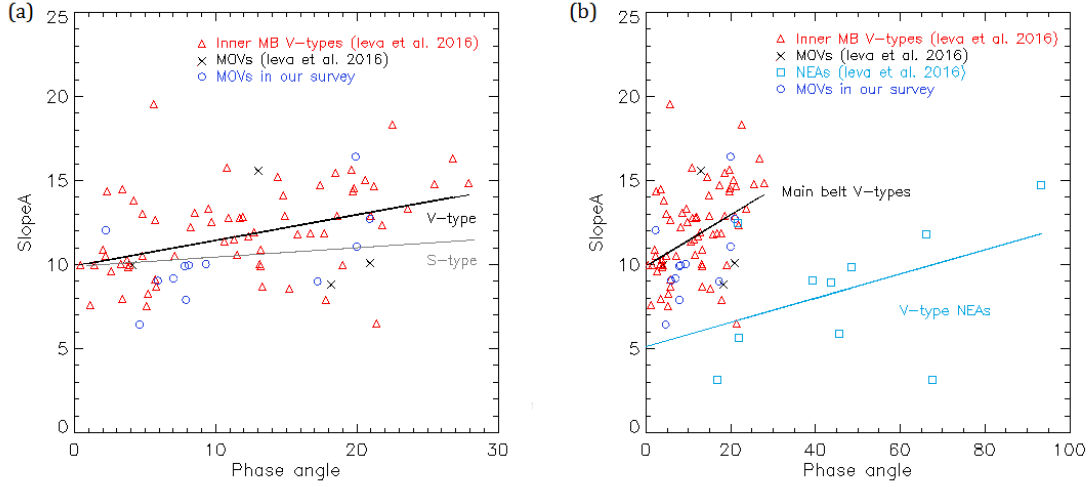 (a)
25
20
15
10
5
0
SlopeA
△ Inner MB V-types (Ieva et al. 2016)
× MOVs (Ieva et al. 2016)
○ MOVs in our survey
V-type
S-type
0 10 20 30
Phase angle
(b)
25
20
15
10
5
0
SlopeA
△ Inner MB V-types (Ieva et al. 2016)
× MOVs (Ieva et al. 2016)
□ NEAs (Ieva et al. 2016)
○ MOVs in our survey
Main belt V-types
V-type NEAs
0 20 40 60 80 100
Phase angle